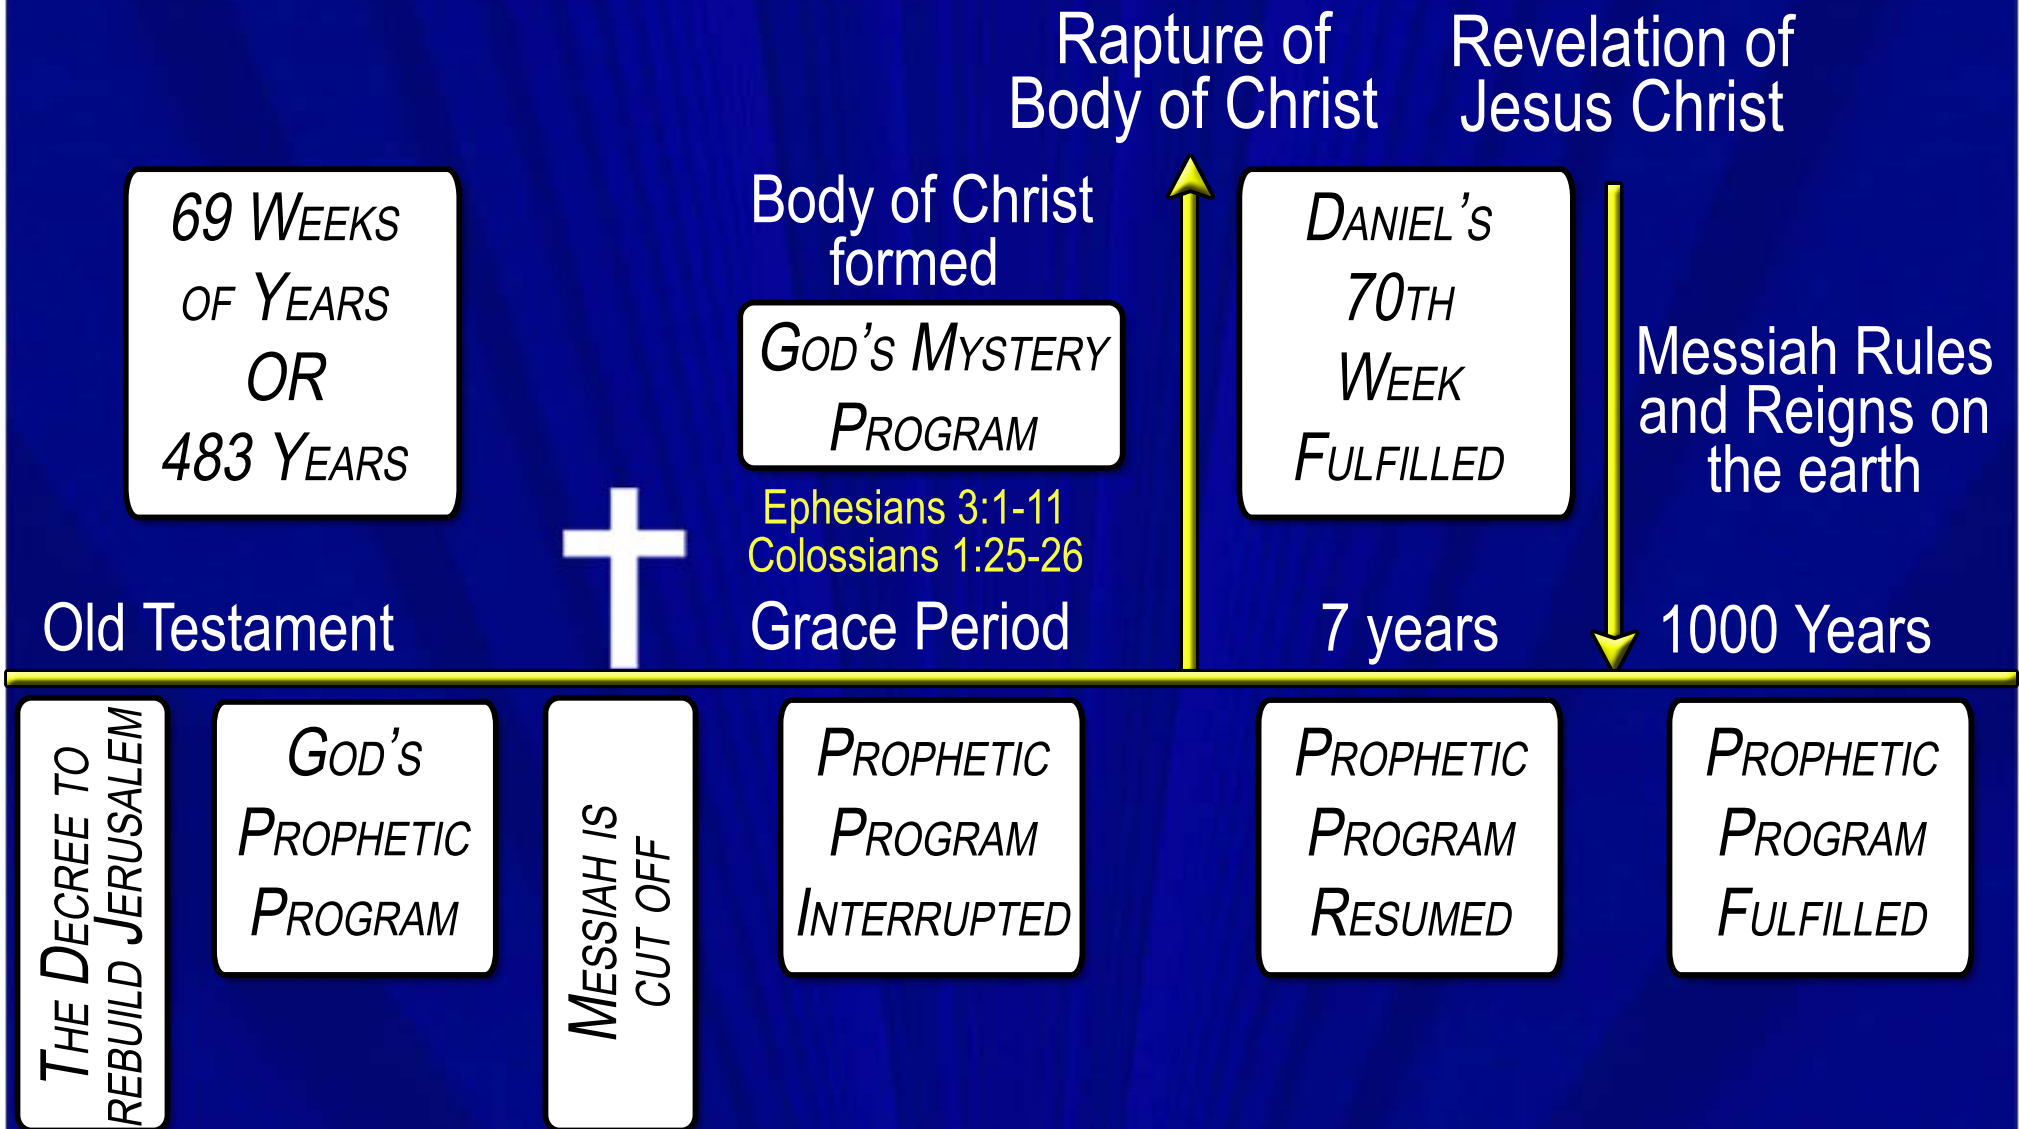 Rapture of
Body of Christ
Revelation of
Jesus Christ
69 WEEKS
OF YEARS
OR
483 YEARS
Body of Christ
formed
GOD'S MYSTERY
PROGRAM
Ephesians 3:1-11
Colossians 1:25-26
DANIEL'S
70TH
WEEK
FULFILLED
Messiah Rules
and Reigns on
the earth
Old Testament
Grace Period
7 years
1000 Years
THE DECREE TO
REBUILD JERUSALEM
GOD'S
PROPHETIC
PROGRAM
MESSIAH IS
CUT OFF
PROPHETIC
PROGRAM
INTERRUPTED
PROPHETIC
PROGRAM
RESUMED
PROPHETIC
PROGRAM
FULFILLED